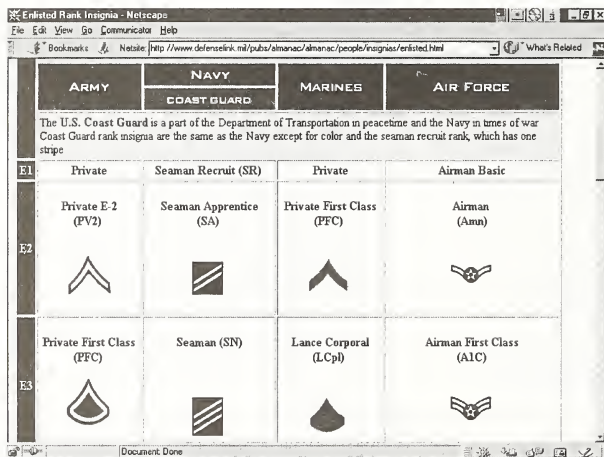 Enlisted Rank Insignia - Netscape
File Edit View Go Communicator Help
Bookmarks Netsite: http://www.defenselink.mil/pubs/almanac/almanac/people/insignias/enlisted.html What's Related
ARMY NAVY MARINES AIR FORCE
COAST GUARD
The U.S. Coast Guard is a part of the Department of Transportation in peacetime and the Navy in times of war
Coast Guard rank insignia are the same as the Navy except for color and the seaman recruit rank, which has one
stripe
E1 Private Seaman Recruit (SR) Private Airman Basic
E2
Private E-2 Seaman Apprentice Private First Class Airman
(PV2) (SA) (PFC) (Amn)
E3
Private First Class Seaman (SN) Lance Corporal Airman First Class
(PFC) (LCpl) (A1C)
Document: Done